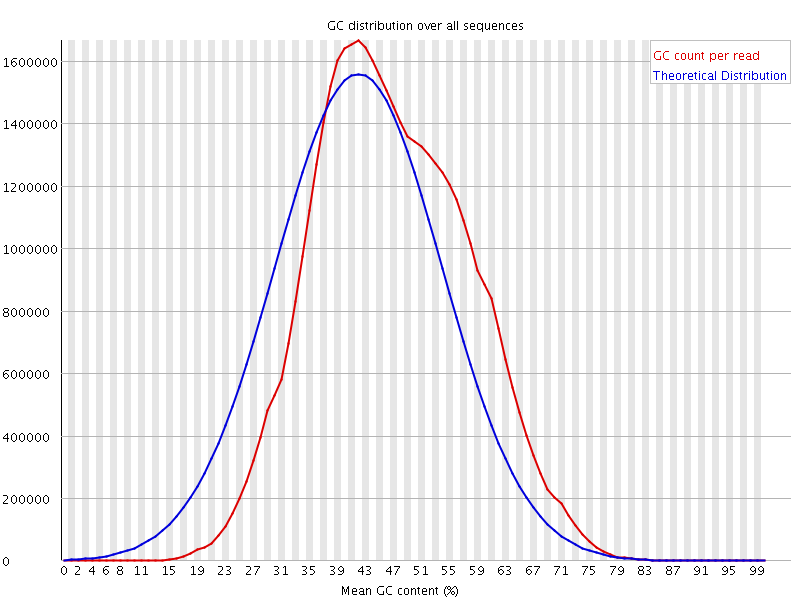 GC distribution over all sequences
GC count per read
Theoretical Distribution
1600000
1400000
1200000
1000000
800000
600000
400000
200000
0
0 2 4 6 8 11 15 19 23 27 31 35 39 43 47 51 55 59 63 67 71 75 79 83 87 91 95 99
Mean GC content (%)